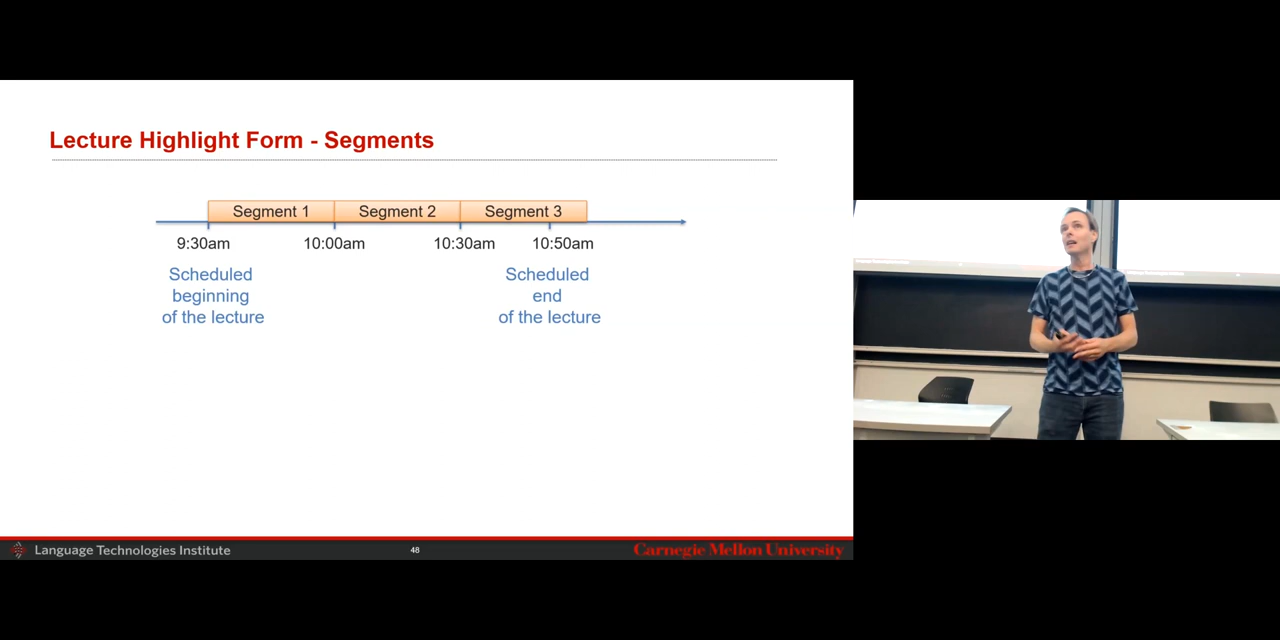 Lecture Highlight Form - Segments
Segment 1 Segment 2 Segment 3
9:30am 10:00am 10:30am 10:50am
Scheduled
beginning
of the lecture
Scheduled
end
of the lecture
Language Technologies Institute 48 Carnegie Mellon University